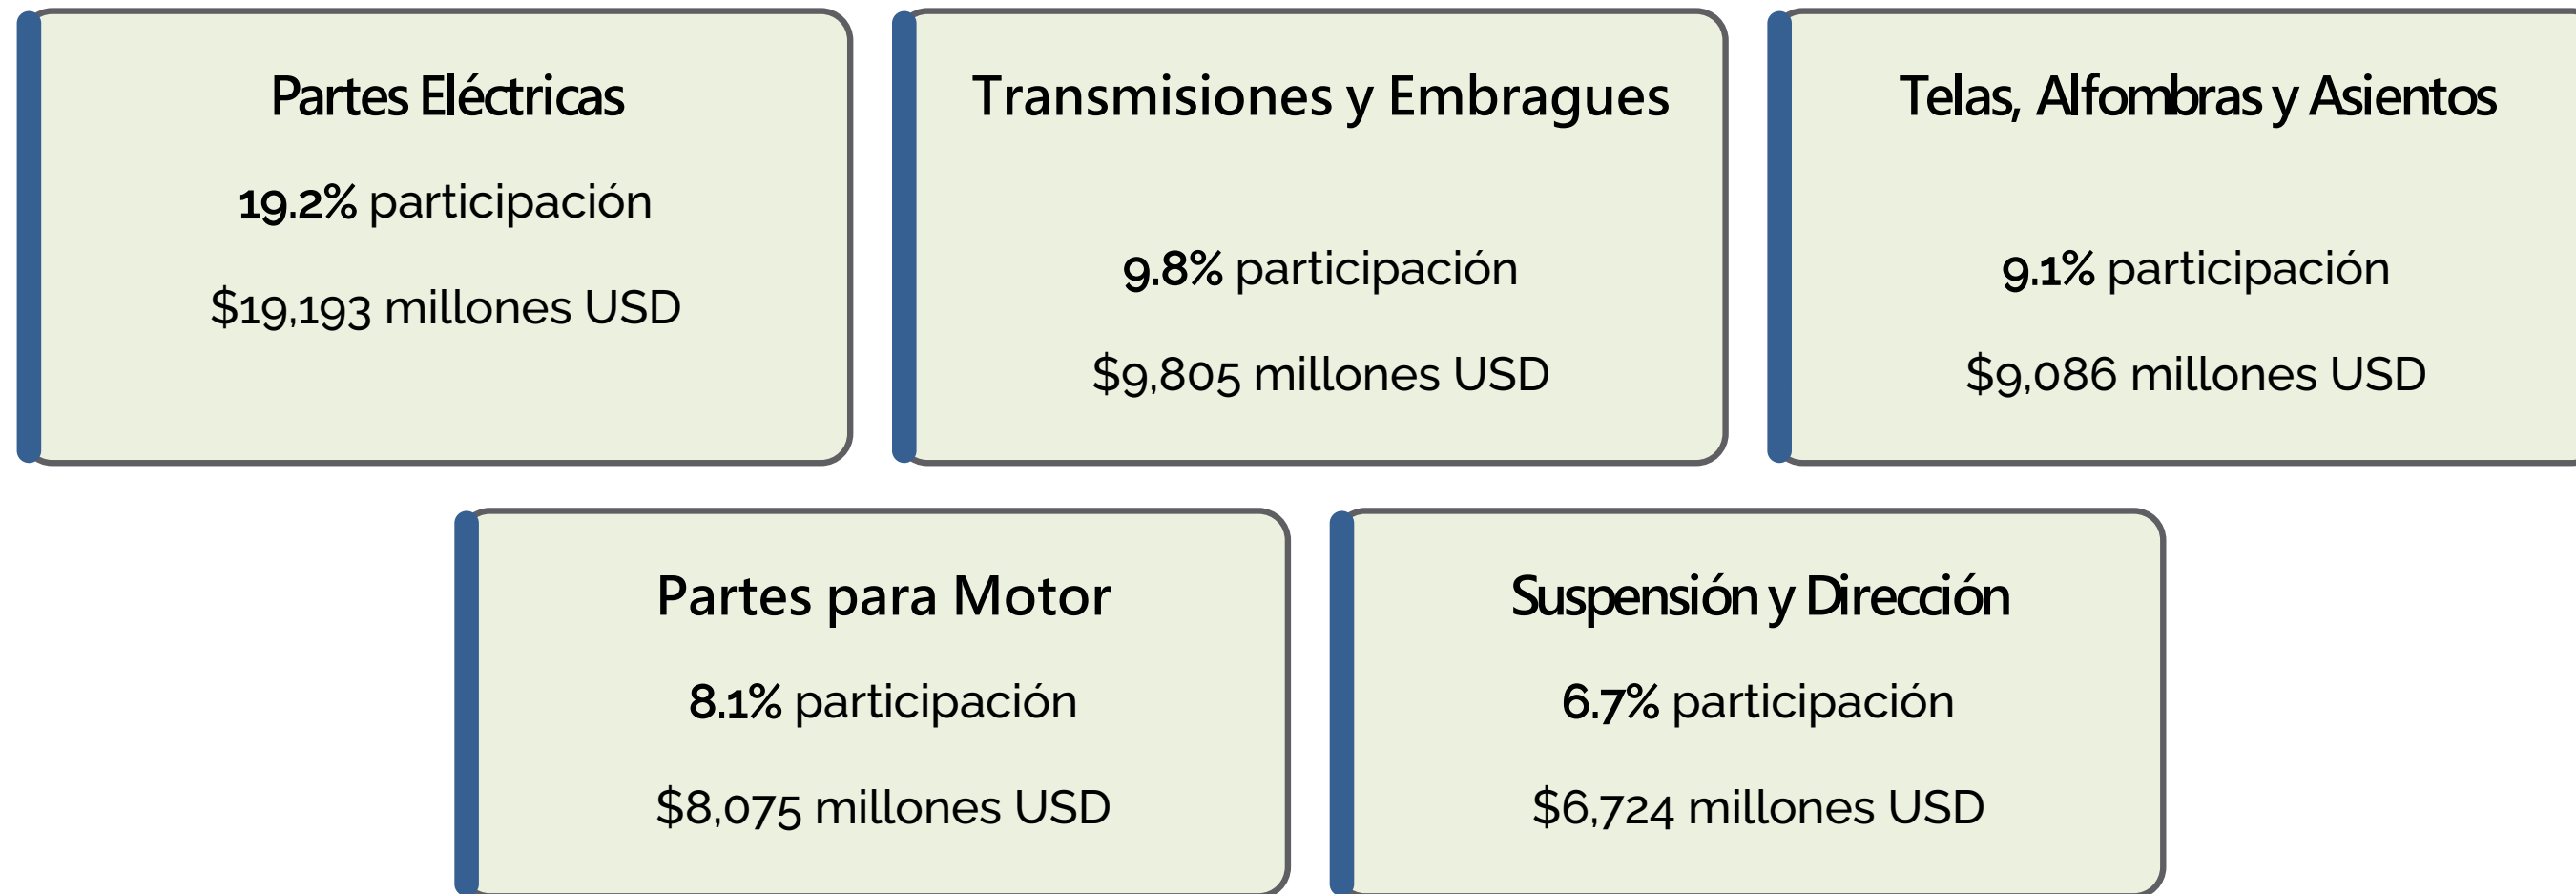 Partes Eléctricas
19.2% participación
$19,193 millones USD
Transmisiones y Embragues
9.8% participación
$9,805 millones USD
Telas, Alfombras y Asientos
9.1% participación
$9,086 millones USD
Partes para Motor
8.1% participación
$8,075 millones USD
Suspensión y Dirección
6.7% participación
$6,724 millones USD